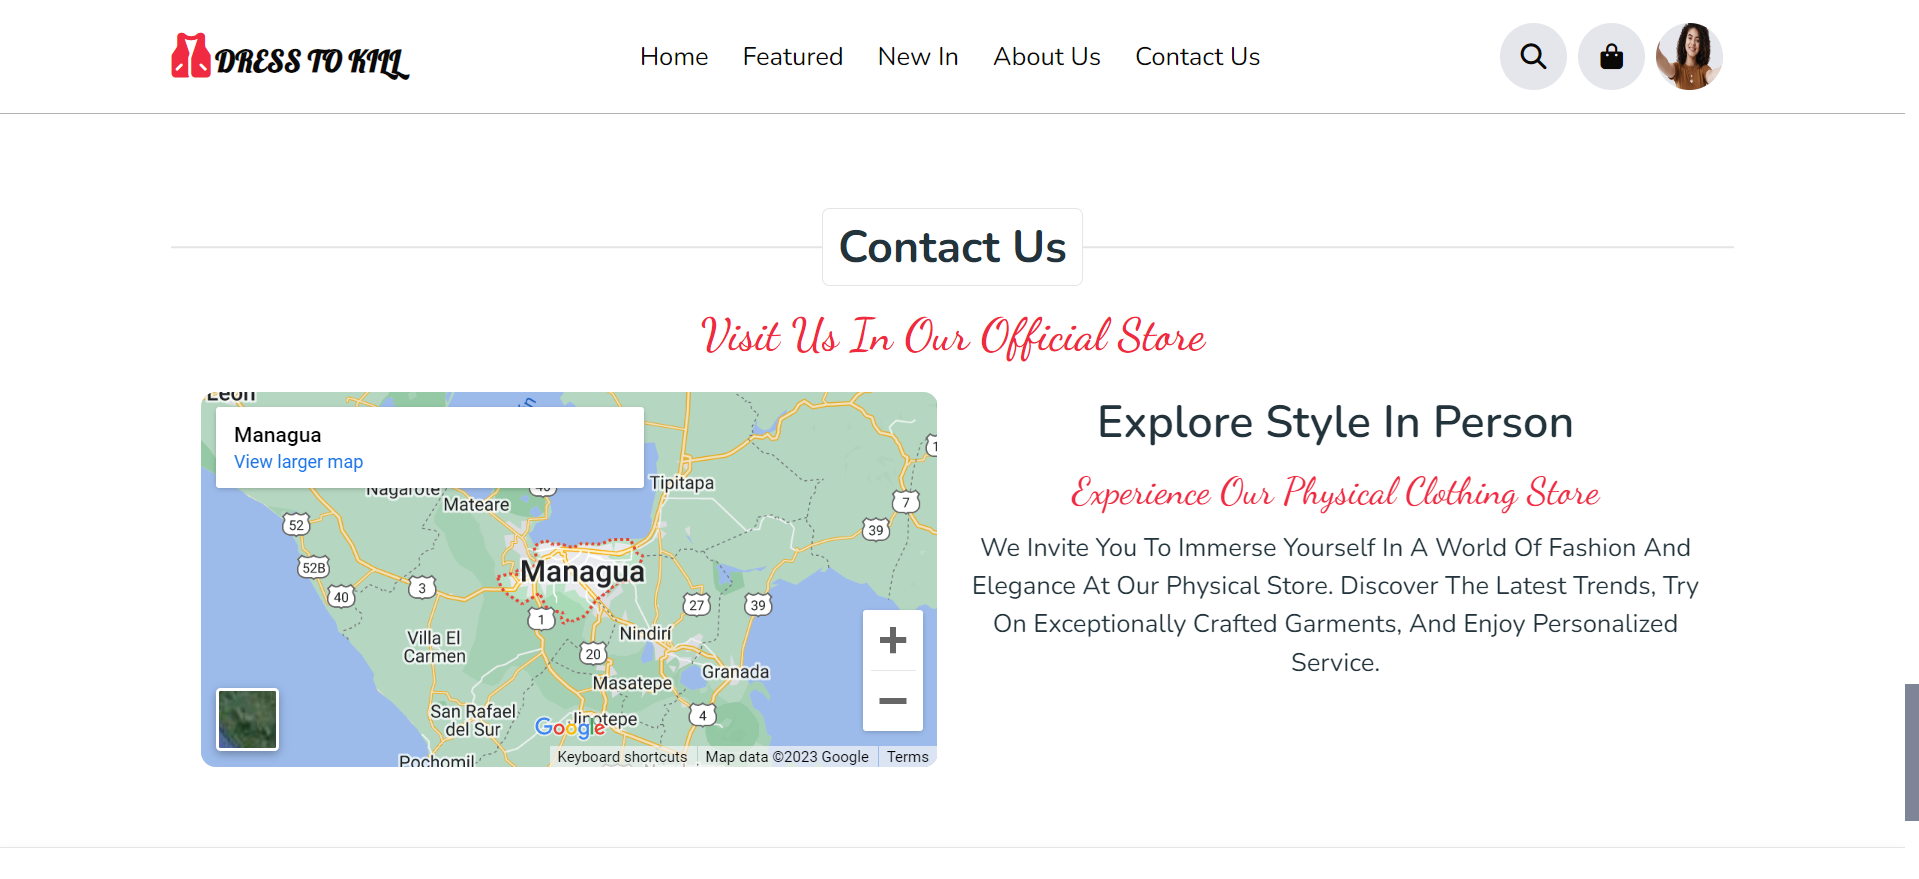 DRESS TO KILL
Home Featured New In About Us Contact Us
Contact Us
Visit Us In Our Official Store
Managua
View larger map
Nagarote
Mateare
Tipitapa
7
39
52
52B
40
3
Managua
27
39
1
Nindirí
Villa El
Carmen
20
Granada
Masatepe
San Rafael
del Sur
Jinotepe
4
Google
Pochomil
Keyboard shortcuts Map data ©2023 Google Terms
Explore Style In Person
Experience Our Physical Clothing Store
We Invite You To Immerse Yourself In A World Of Fashion And
Elegance At Our Physical Store. Discover The Latest Trends, Try
On Exceptionally Crafted Garments, And Enjoy Personalized
Service.